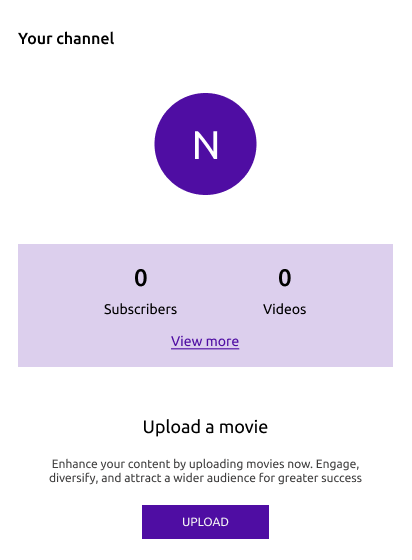 Your channel
N
0 0
Subscribers Videos
View more
Upload a movie
Enhance your content by uploading movies now. Engage,
diversify, and attract a wider audience for greater success
UPLOAD